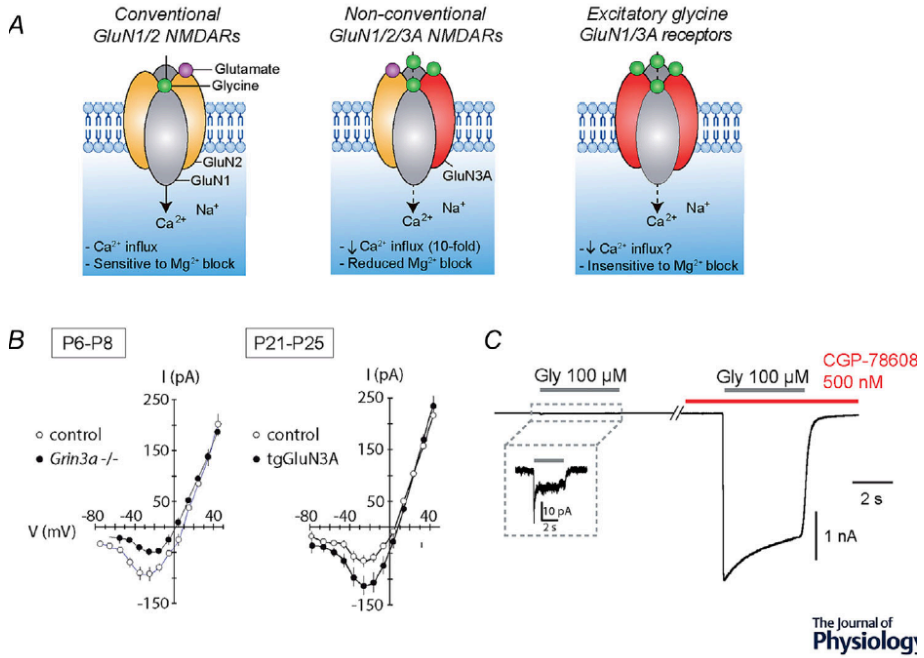 A
Conventional
GluN1/2 NMDARs
Non-conventional
GluN1/2/3A NMDARs
Excitatory glycine
GluN1/3A receptors
Glutamate
Glycine
GluN2
GluN1
GluN3A
Ca²⁺ Na⁺
Ca²⁺ Na⁺
Ca²⁺ Na⁺
- Ca²⁺ influx
- Sensitive to Mg²⁺ block
- ↓ Ca²⁺ influx (10-fold)
- Reduced Mg²⁺ block
- ↓ Ca²⁺ influx?
- Insensitive to Mg²⁺ block
B
P6-P8
I (pA)
250
control
Grin3a -/-
150
50
-80
-40
40
V (mV)
-150
P21-P25
I (pA)
250
control
tgGluN3A
150
50
-80
-40
40
-150
C
CGP-78608
500 nM
Gly 100 µM
Gly 100 µM
10 pA
2 s
2 s
1 nA
The Journal of
Physiology